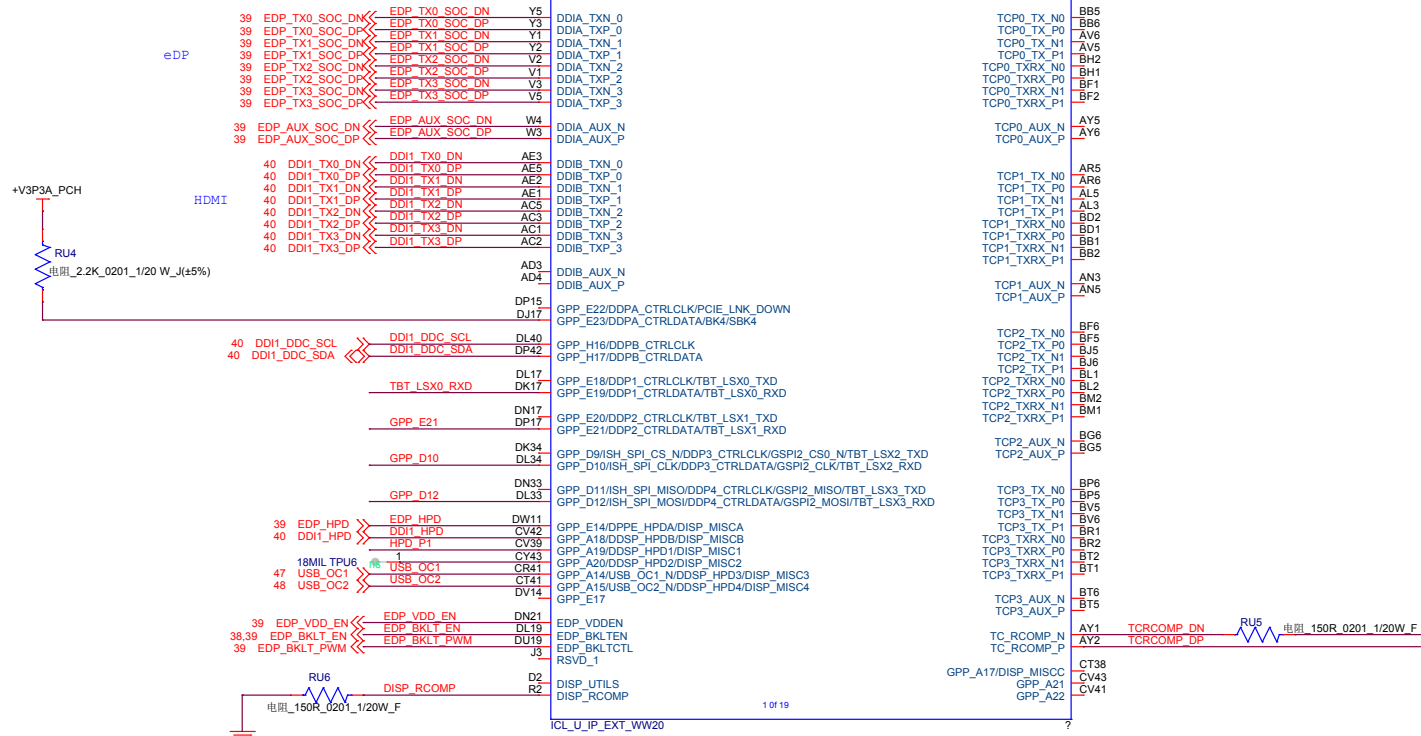 39 EDP_TX0_SOC_DN EDP_TX0_SOC_DN Y5 DDIA_TXN_0 TCP0_TX_N0 BB5
39 EDP_TX0_SOC_DP EDP_TX0_SOC_DP Y3 DDIA_TXP_0 TCP0_TX_P0 BB6
39 EDP_TX1_SOC_DN EDP_TX1_SOC_DN Y1 DDIA_TXN_1 TCP0_TX_N1 AV6
39 EDP_TX1_SOC_DP EDP_TX1_SOC_DP Y2 DDIA_TXP_1 TCP0_TX_P1 AV5
eDP
39 EDP_TX2_SOC_DN EDP_TX2_SOC_DN V2 DDIA_TXN_2 TCP0_TXRX_N0 BH2
39 EDP_TX2_SOC_DP EDP_TX2_SOC_DP V1 DDIA_TXP_2 TCP0_TXRX_P0 BH1
39 EDP_TX3_SOC_DN EDP_TX3_SOC_DN V3 DDIA_TXN_3 TCP0_TXRX_N1 BF1
39 EDP_TX3_SOC_DP EDP_TX3_SOC_DP V5 DDIA_TXP_3 TCP0_TXRX_P1 BF2
39 EDP_AUX_SOC_DN EDP_AUX_SOC_DN W4 DDIA_AUX_N TCP0_AUX_N AY5
39 EDP_AUX_SOC_DP EDP_AUX_SOC_DP W3 DDIA_AUX_P TCP0_AUX_P AY6
40 DDI1_TX0_DN DDI1_TX0_DN AE3 DDIB_TXN_0 TCP1_TX_N0 AR5
40 DDI1_TX0_DP DDI1_TX0_DP AE5 DDIB_TXP_0 TCP1_TX_P0 AR6
40 DDI1_TX1_DN DDI1_TX1_DN AE2 DDIB_TXN_1 TCP1_TX_N1 AL5
+V3P3A_PCH
40 DDI1_TX1_DP DDI1_TX1_DP AE1 DDIB_TXP_1 TCP1_TX_P1 AL3
HDMI
40 DDI1_TX2_DN DDI1_TX2_DN AC5 DDIB_TXN_2 TCP1_TXRX_N0 BD2
40 DDI1_TX2_DP DDI1_TX2_DP AC3 DDIB_TXP_2 TCP1_TXRX_P0 BD1
40 DDI1_TX3_DN DDI1_TX3_DN AC1 DDIB_TXN_3 TCP1_TXRX_N1 BB1
40 DDI1_TX3_DP DDI1_TX3_DP AC2 DDIB_TXP_3 TCP1_TXRX_P1 BB2
RU4
电阻_2.2K_0201_1/20 W_J(±5%)
AD3 DDIB_AUX_N TCP1_AUX_N AN3
AD4 DDIB_AUX_P TCP1_AUX_P AN5
DP15 GPP_E22/DDPA_CTRLCLK/PCIE_LNK_DOWN
DJ17 GPP_E23/DDPA_CTRLDATA/BK4/SBK4
TCP2_TX_N0 BF6
40 DDI1_DDC_SCL DDI1_DDC_SCL DL40 GPP_H16/DDPB_CTRLCLK TCP2_TX_P0 BF5
40 DDI1_DDC_SDA DDI1_DDC_SDA DP42 GPP_H17/DDPB_CTRLDATA TCP2_TX_N1 BJ5
TCP2_TX_P1 BJ6
DL17 GPP_E18/DDP1_CTRLCLK/TBT_LSX0_TXD TCP2_TXRX_N0 BL1
TBT_LSX0_RXD DK17 GPP_E19/DDP1_CTRLDATA/TBT_LSX0_RXD TCP2_TXRX_P0 BL2
TCP2_TXRX_N1 BM2
DN17 GPP_E20/DDP2_CTRLCLK/TBT_LSX1_TXD TCP2_TXRX_P1 BM1
GPP_E21 DP17 GPP_E21/DDP2_CTRLDATA/TBT_LSX1_RXD
TCP2_AUX_N BG6
DK34 GPP_D9/ISH_SPI_CS_N/DDP3_CTRLCLK/GSPI2_CS0_N/TBT_LSX2_TXD TCP2_AUX_P BG5
GPP_D10 DL34 GPP_D10/ISH_SPI_CLK/DDP3_CTRLDATA/GSPI2_CLK/TBT_LSX2_RXD
DN33 GPP_D11/ISH_SPI_MISO/DDP4_CTRLCLK/GSPI2_MISO/TBT_LSX3_TXD TCP3_TX_N0 BP6
GPP_D12 DL33 GPP_D12/ISH_SPI_MOSI/DDP4_CTRLDATA/GSPI2_MOSI/TBT_LSX3_RXD TCP3_TX_P0 BP5
TCP3_TX_N1 BV5
39 EDP_HPD EDP_HPD DW11 GPP_E14/DPPE_HPDA/DISP_MISCA TCP3_TX_P1 BV6
40 DDI1_HPD DDI1_HPD CV42 GPP_A18/DDSP_HPDB/DISP_MISCB TCP3_TXRX_N0 BR1
HPD_P1 CV39 GPP_A19/DDSP_HPD1/DISP_MISC1 TCP3_TXRX_P0 BR2
18MIL TPU6 ns 1 CY43 GPP_A20/DDSP_HPD2/DISP_MISC2 TCP3_TXRX_N1 BT2
47 USB_OC1 USB_OC1 CR41 GPP_A14/USB_OC1_N/DDSP_HPD3/DISP_MISC3 TCP3_TXRX_P1 BT1
48 USB_OC2 USB_OC2 CT41 GPP_A15/USB_OC2_N/DDSP_HPD4/DISP_MISC4
DV14 GPP_E17 TCP3_AUX_N BT6
TCP3_AUX_P BT5
39 EDP_VDD_EN EDP_VDD_EN DN21 EDP_VDDEN
38,39 EDP_BKLT_EN EDP_BKLT_EN DL19 EDP_BKLTEN TC_RCOMP_N AY1 TCRCOMP_DN RU5 电阻_150R_0201_1/20W_F
39 EDP_BKLT_PWM EDP_BKLT_PWM DU19 EDP_BKLTCTL TC_RCOMP_P AY2 TCRCOMP_DP
J3 RSVD_1
GPP_A17/DISP_MISCC CT38
D2 DISP_UTILS GPP_A21 CV43
RU6 DISP_RCOMP R2 DISP_RCOMP GPP_A22 CV41
电阻_150R_0201_1/20W_F
1 0f 19
ICL_U_IP_EXT_WW20 ?